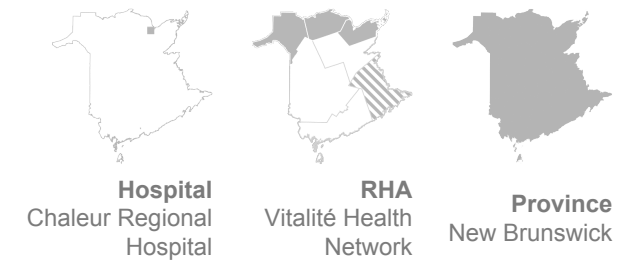 Hospital
Chaleur Regional
Hospital
RHA
Vitalité Health
Network
Province
New Brunswick